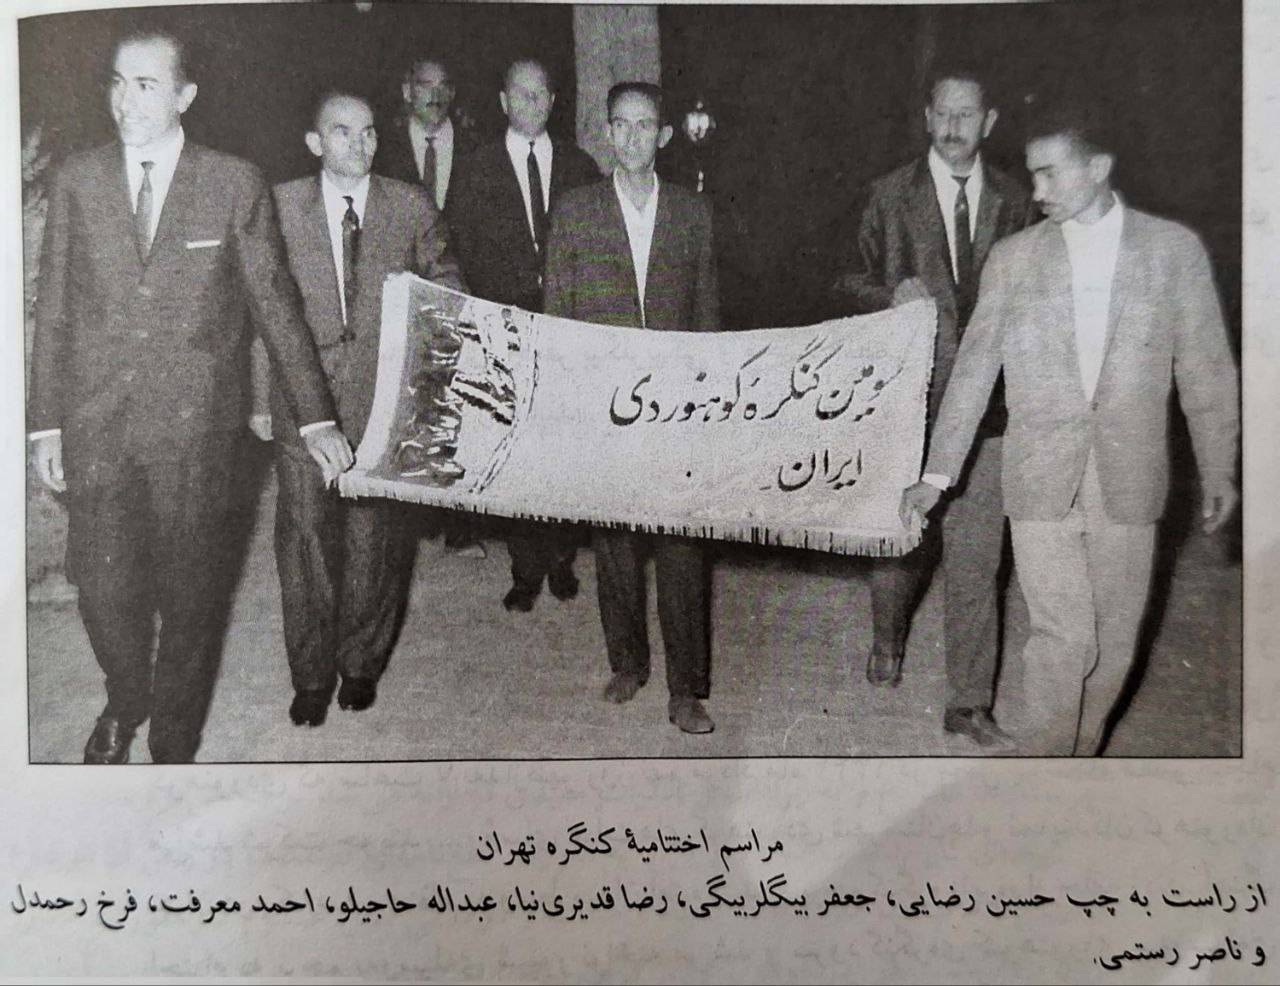 سومین کنگرهٔ کوهنوردی
ایران
مراسم اختتامیهٔ کنگره تهران
از راست به چپ حسین رضایی، جعفر بیگلربیگی، رضا قدیری‌نیا، عبداله حاجیلو، احمد معرفت، فرخ رحمدل
و ناصر رستمی.